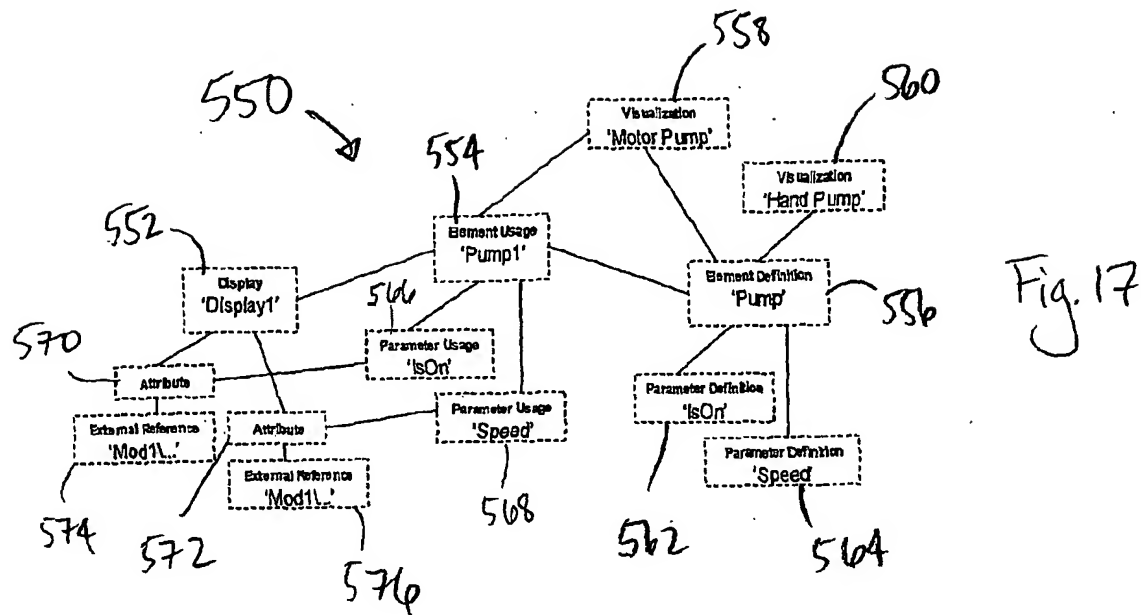 558
550
Visualization
'Motor Pump'
560
554
Visualization
'Hand Pump'
552
Element Usage
'Pump1'
Display
'Display1'
566
Element Definition
'Pump'
556
Fig. 17
570
Parameter Usage
'IsOn'
Attribute
Parameter Definition
'IsOn'
External Reference
'Mod1\..'
Attribute
Parameter Usage
'Speed'
External Reference
'Mod1\..'
Parameter Definition
'Speed'
574
572
576
568
562
564